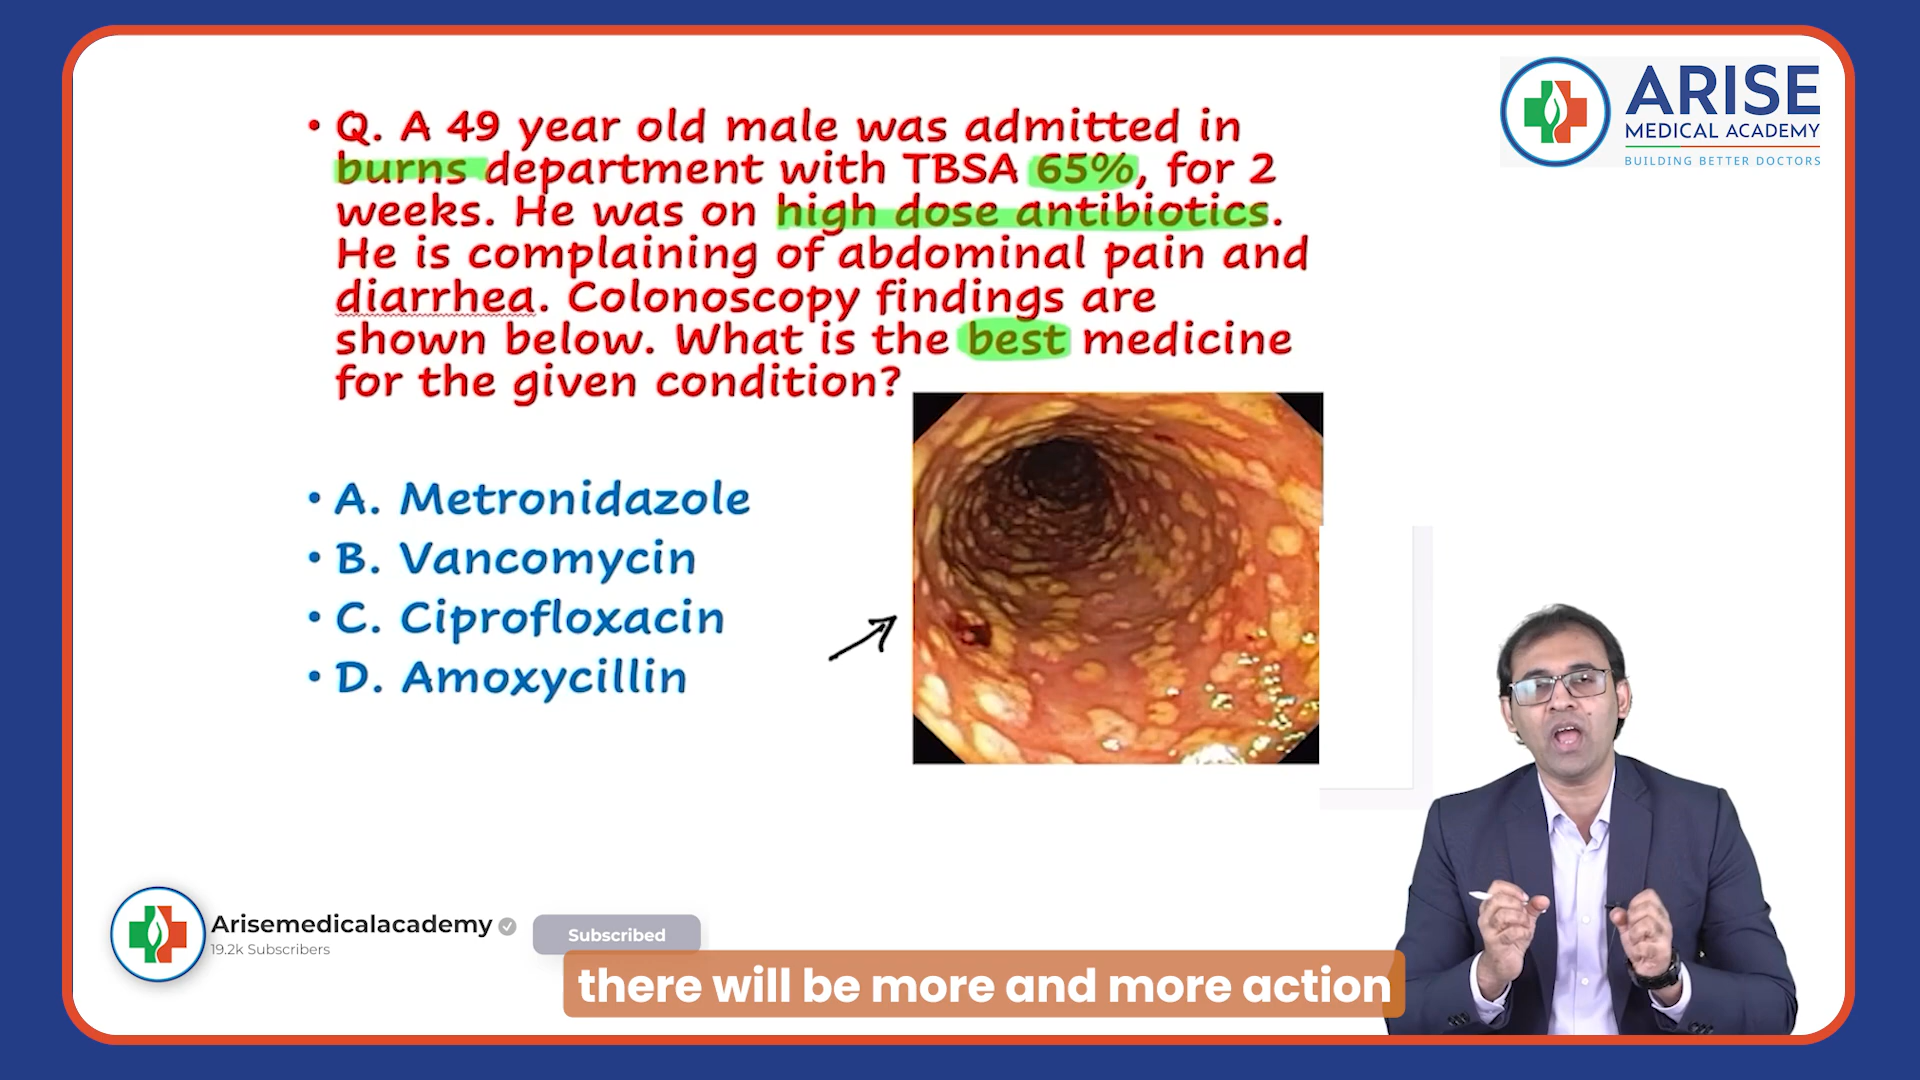 ARISE
MEDICAL ACADEMY
BUILDING BETTER DOCTORS
• Q. A 49 year old male was admitted in
burns department with TBSA 65%, for 2
weeks. He was on high dose antibiotics.
He is complaining of abdominal pain and
diarrhea. Colonoscopy findings are
shown below. What is the best medicine
for the given condition?
• A. Metronidazole
• B. Vancomycin
• C. Ciprofloxacin
• D. Amoxycillin
Arisemedicalacademy
19.2k Subscribers
Subscribed
there will be more and more action